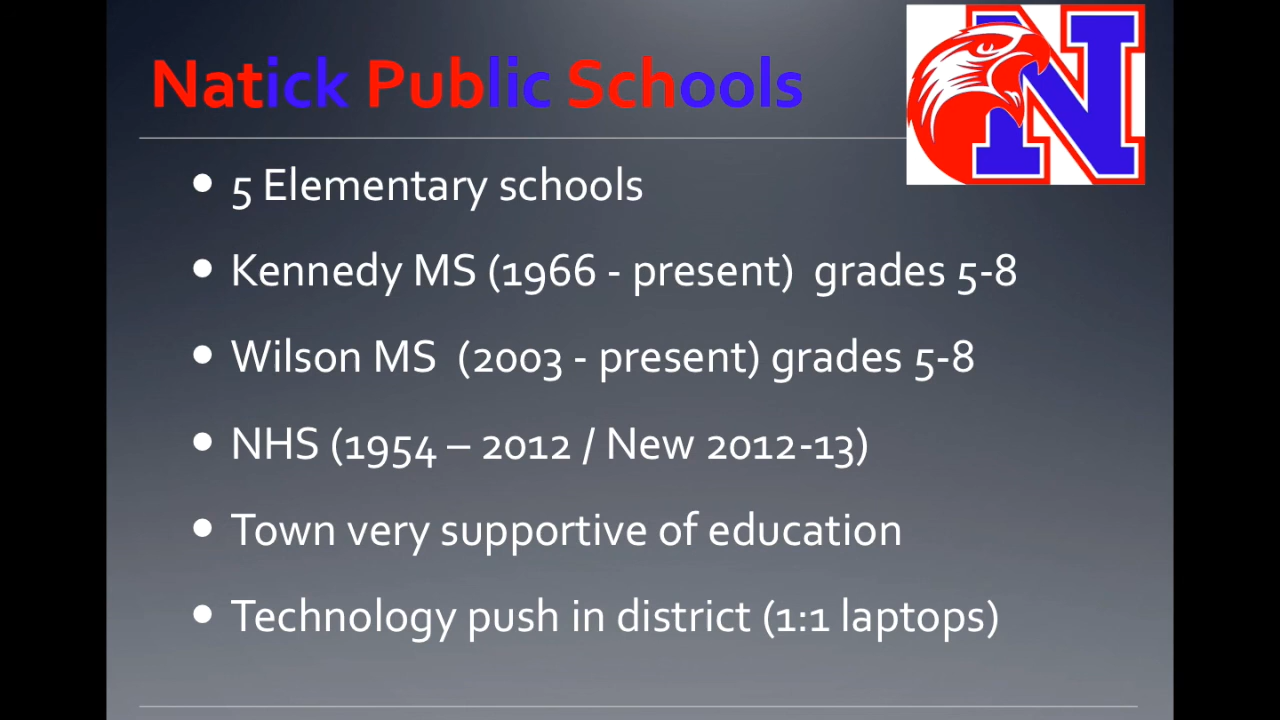 Natick Public Schools
N
• 5 Elementary schools
• Kennedy MS (1966 - present)  grades 5-8
• Wilson MS  (2003 - present) grades 5-8
• NHS (1954 – 2012 / New 2012-13)
• Town very supportive of education
• Technology push in district (1:1 laptops)